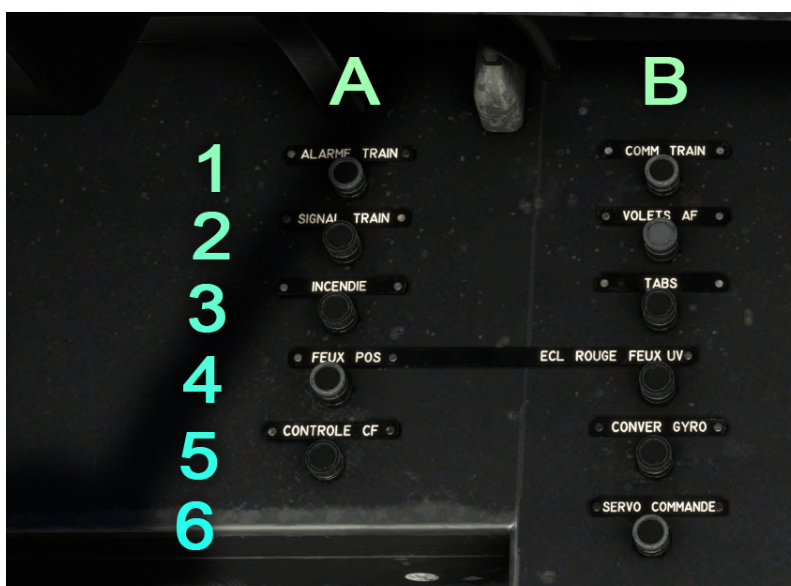 A B
1 ALARME TRAIN COMM TRAIN
2 SIGNAL TRAIN VOLETS AF
3 INCENDIE TABS
4 FEUX POS ECL ROUGE FEUX UV
5 CONTROLE CF CONVER GYRO
6 SERVO COMMANDE